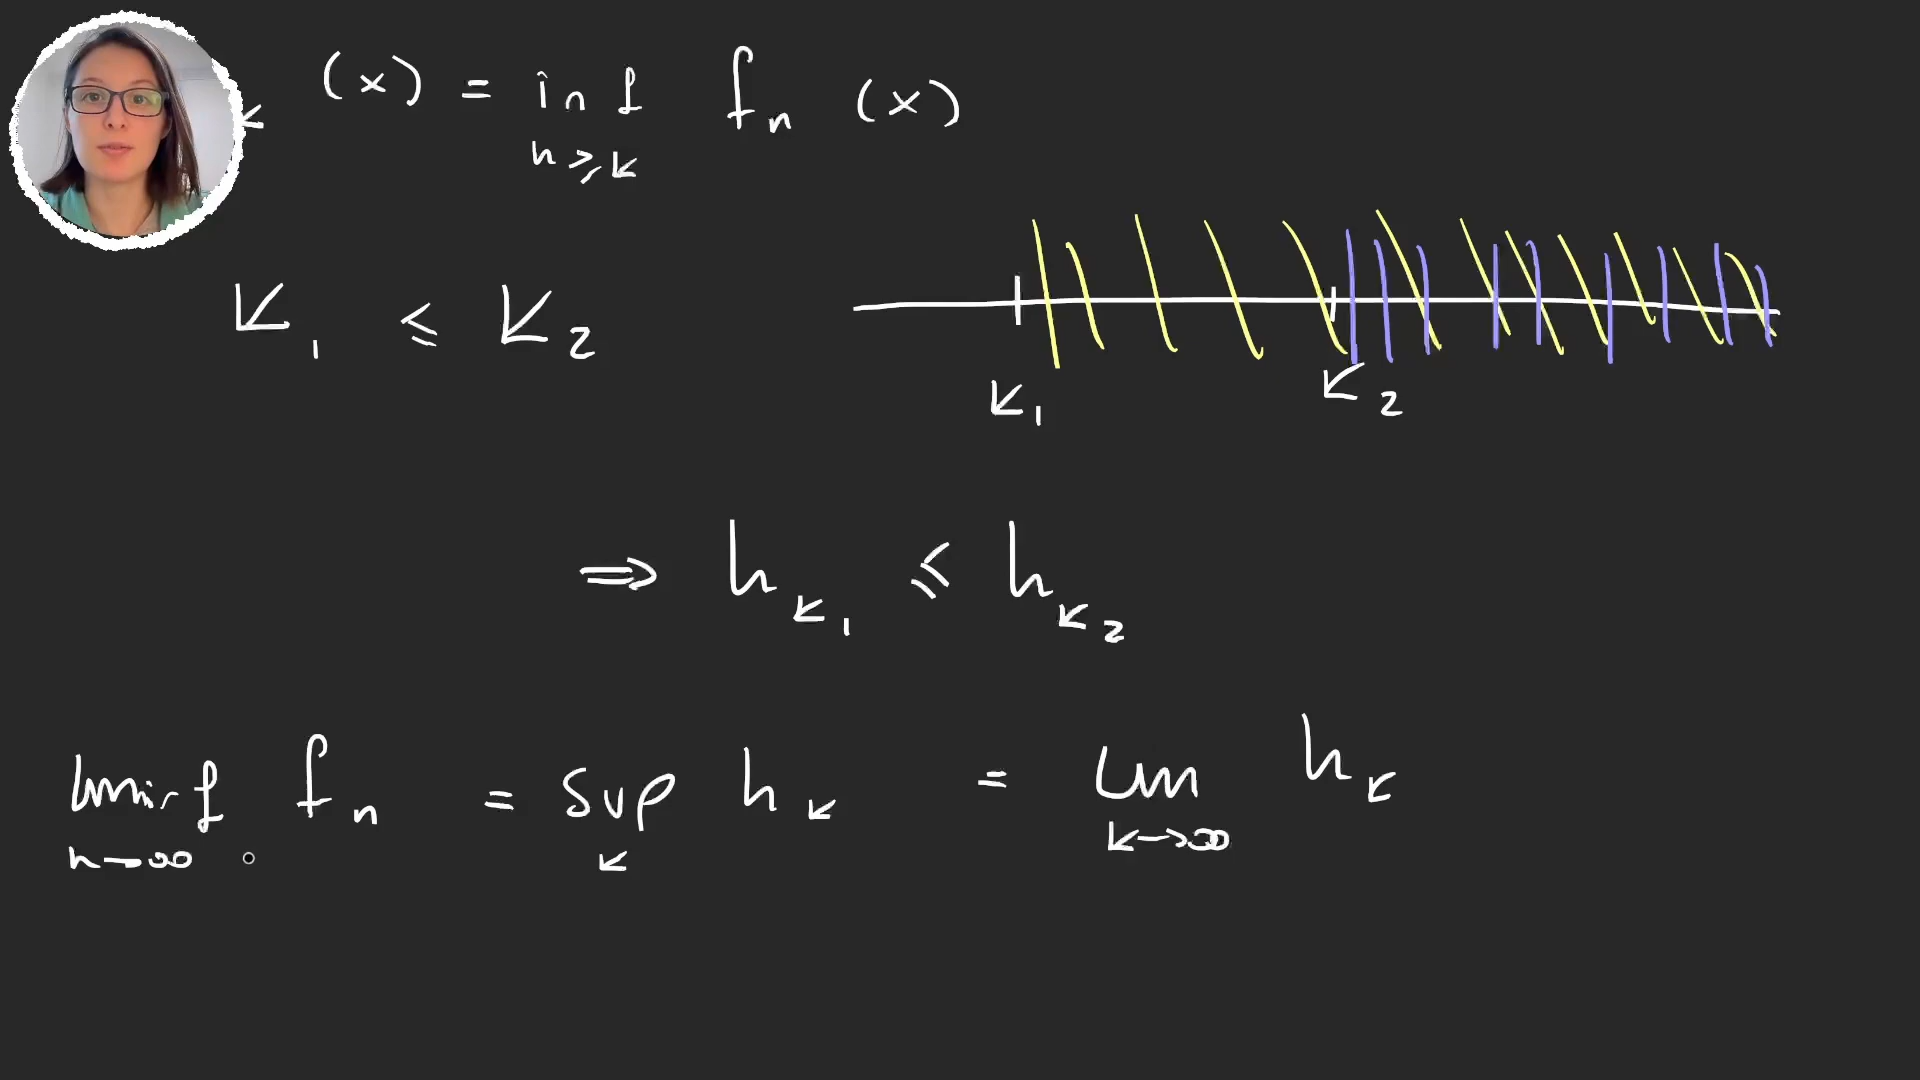 k (x) = inf fn (x)
n ⩾ k
k1 ≤ k2
k1 k2
⇒ hk1 ⩽ hk2
liminf fn = sup hk = lim hk
n→∞ k k→∞